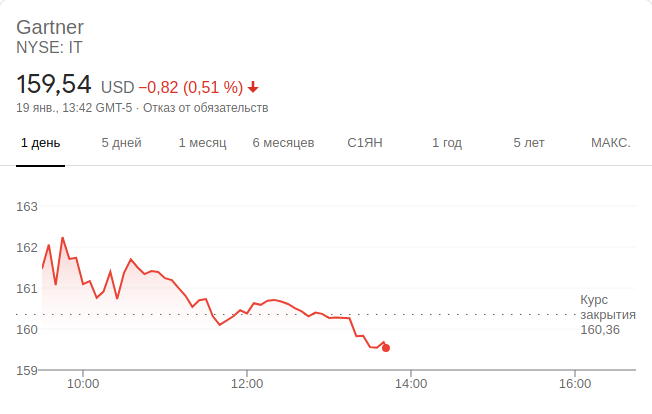 Gartner
NYSE: IT
159,54 USD −0,82 (0,51 %)
19 янв., 13:42 GMT-5 · Отказ от обязательств
1 день 5 дней 1 месяц 6 месяцев С1ЯН 1 год 5 лет МАКС.
163
162
161
Курс
закрытия
160,36
160
159
10:00 12:00 14:00 16:00